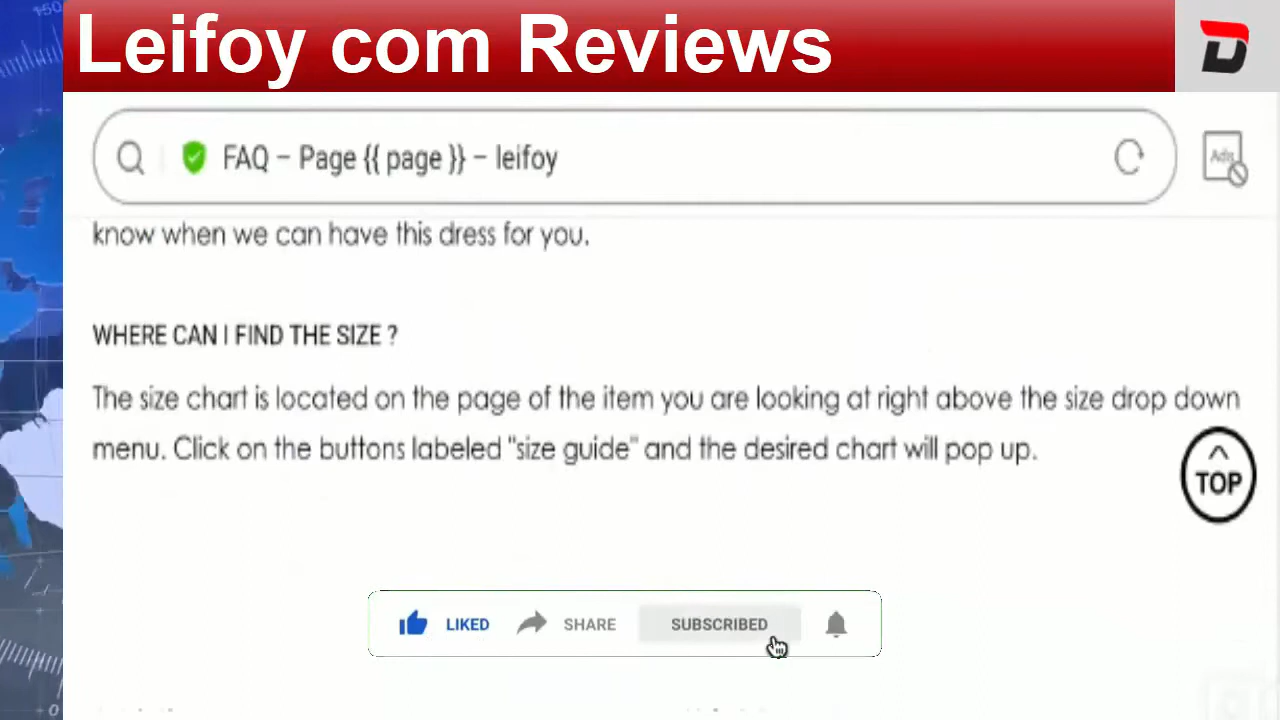 Leifoy com Reviews
FAQ – Page {{ page }} – leifoy
Ads
know when we can have this dress for you.
WHERE CAN I FIND THE SIZE ?
The size chart is located on the page of the item you are looking at right above the size drop down
menu. Click on the buttons labeled "size guide" and the desired chart will pop up.
TOP
LIKED SHARE SUBSCRIBED